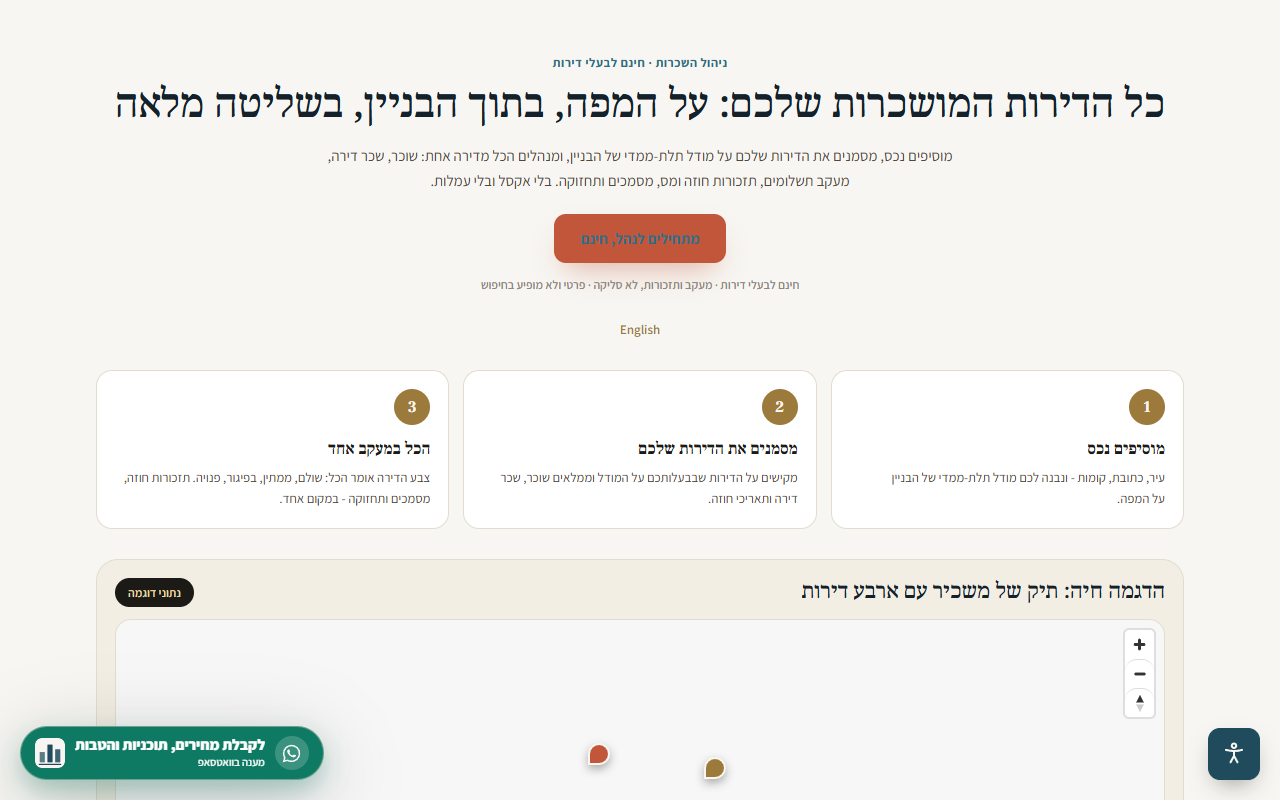 ניהול השכרות · חינם לבעלי דירות
כל הדירות המושכרות שלכם: על המפה, בתוך הבניין, בשליטה מלאה
מוסיפים נכס, מסמנים את הדירות שלכם על מודל תלת-ממדי של הבניין, ומנהלים הכל מדירה אחת: שוכר, שכר דירה,
מעקב תשלומים, תזכורות חוזה ומס, מסמכים ותחזוקה. בלי אקסל ובלי עמלות.
מתחילים לנהל, חינם
חינם לבעלי דירות · מעקב ותזכורות, לא סליקה · פרטי ולא מופיע בחיפוש
English
1
מוסיפים נכס
עיר, כתובת, קומות - ונבנה לכם מודל תלת-ממדי של הבניין
על המפה.
2
מסמנים את הדירות שלכם
מקישים על הדירות שבבעלותכם על המודל וממלאים שוכר, שכר
דירה ותאריכי חוזה.
3
הכל במעקב אחד
צבע הדירה אומר הכל: שולם, ממתין, בפיגור, פנויה. תזכורות חוזה,
מסמכים ותחזוקה - במקום אחד.
הדגמה חיה: תיק של משכיר עם ארבע דירות
נתוני דוגמה
לקבלת מחירים, תוכניות והטבות
מענה בוואטסאפ